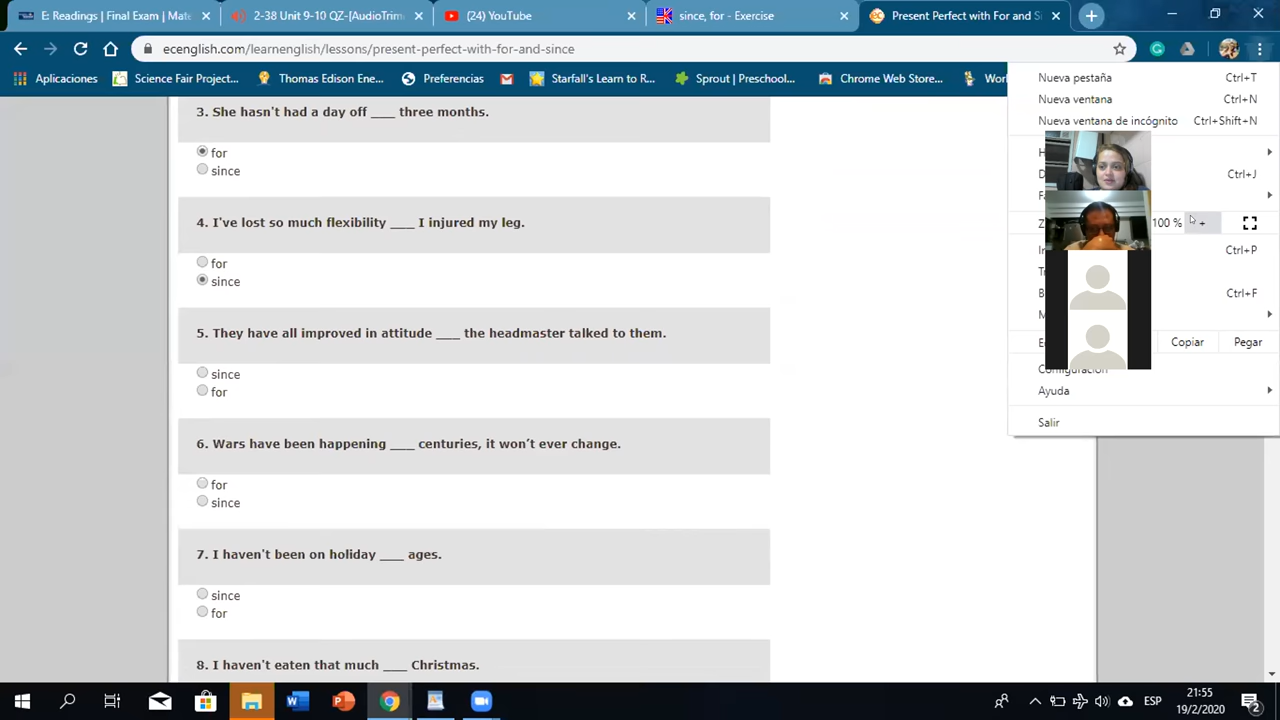 E: Readings | Final Exam | Mate
2-38 Unit 9-10 QZ-[AudioTrim
(24) YouTube
since, for - Exercise
Present Perfect with For and Si
ecenglish.com/learnenglish/lessons/present-perfect-with-for-and-since
Aplicaciones
Science Fair Project...
Thomas Edison Ene...
Preferencias
Starfall's Learn to R...
Sprout | Preschool...
Chrome Web Store...
Nueva pestaña Ctrl+T
Nueva ventana Ctrl+N
Nueva ventana de incógnito Ctrl+Shift+N
Ctrl+J
100 % +
Ctrl+P
Ctrl+F
Copiar Pegar
Configuración
Ayuda
Salir
3. She hasn't had a day off ____ three months.
for
since
4. I've lost so much flexibility ____ I injured my leg.
for
since
5. They have all improved in attitude ____ the headmaster talked to them.
since
for
6. Wars have been happening ____ centuries, it won't ever change.
for
since
7. I haven't been on holiday ____ ages.
since
for
8. I haven't eaten that much ____ Christmas.
ESP
21:55
19/2/2020
2